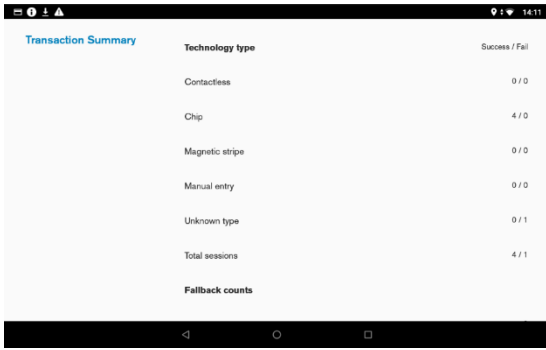 14:11
Transaction Summary
Technology type Success / Fail
Contactless 0 / 0
Chip 4 / 0
Magnetic stripe 0 / 0
Manual entry 0 / 0
Unknown type 0 / 1
Total sessions 4 / 1
Fallback counts